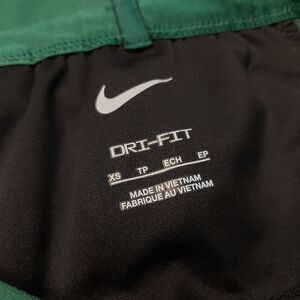 DRI-FIT
XS TP ECH EP
MADE IN VIETNAM
FABRIQUE AU VIETNAM